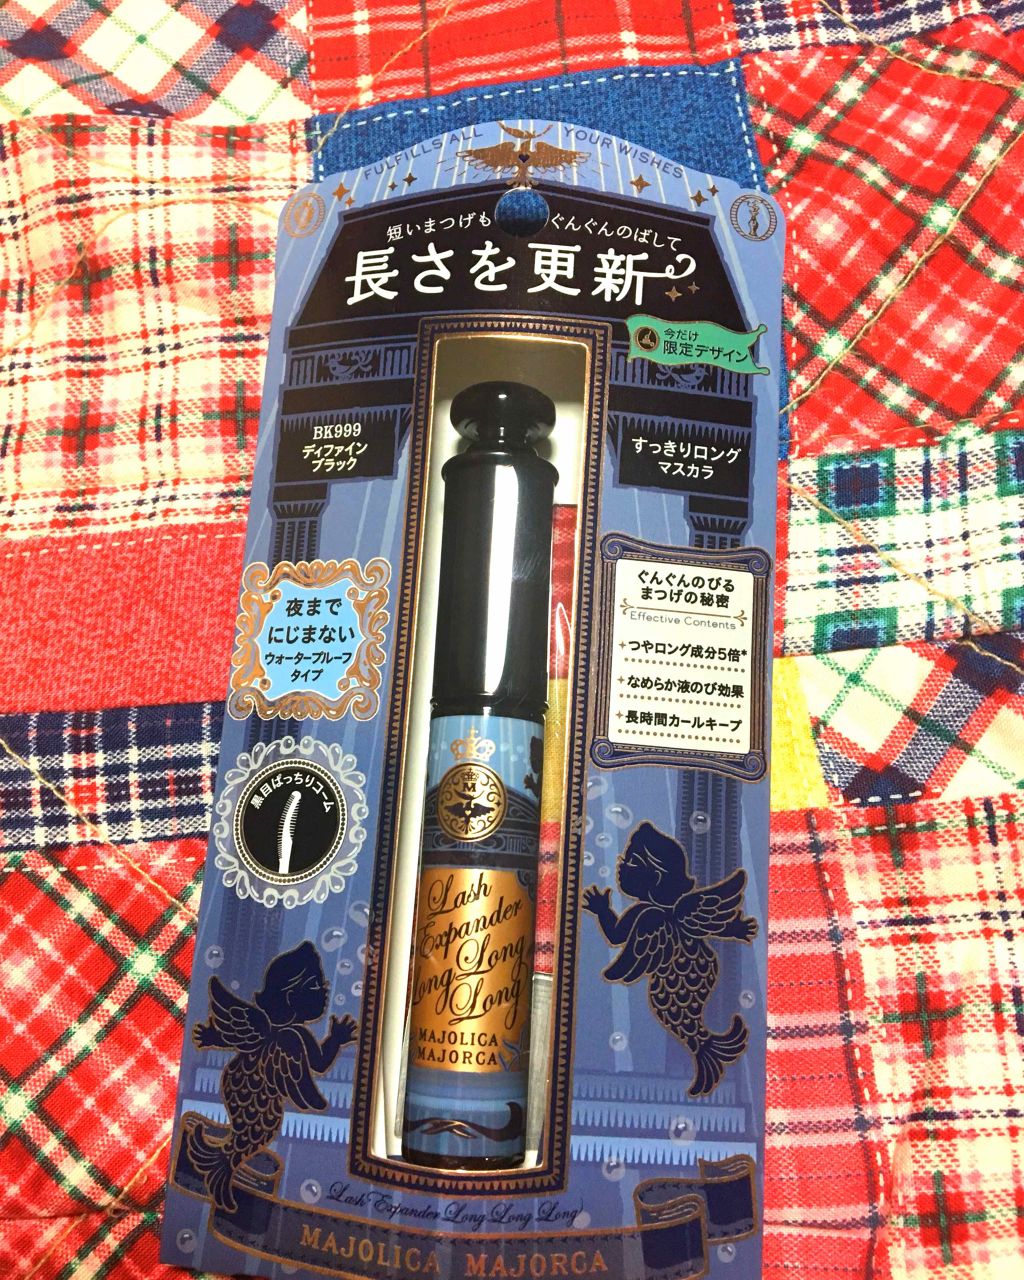 FULFILLS ALL YOUR WISHES
短いまつげも ぐんぐんのばして
長さを更新
今だけ
限定デザイン
BK999
ディファイン
ブラック
すっきりロング
マスカラ
夜まで
にじまない
ウォータープルーフ
タイプ
ぐんぐんのびる
まつげの秘密
Effective Contents
つやロング成分5倍*
なめらか液のび効果
長時間カールキープ
黒目ぱっちりコーム
M
Lash
Expander
Long Long
Long
MAJOLICA
MAJORCA
Lash Expander Long Long Long
MAJOLICA MAJORCA